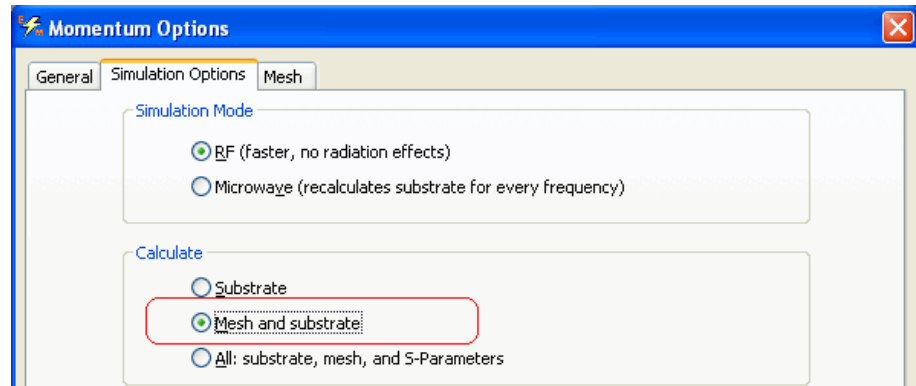 Momentum Options
General Simulation Options Mesh
Simulation Mode
RF (faster, no radiation effects)
Microwave (recalculates substrate for every frequency)
Calculate
Substrate
Mesh and substrate
All: substrate, mesh, and S-Parameters